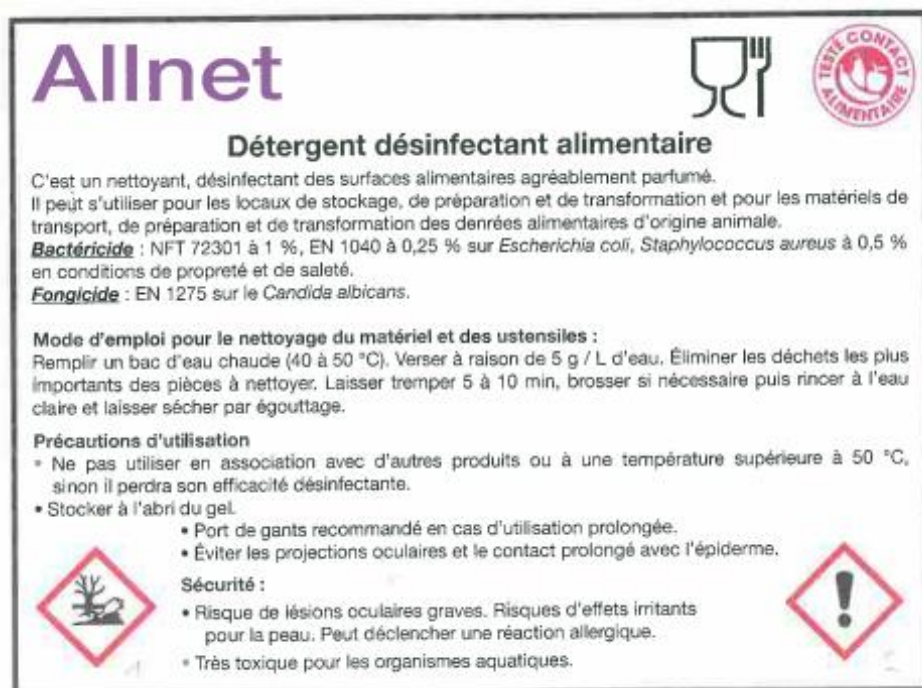 Allnet
TESTÉ CONTACT
ALIMENTAIRE
Détergent désinfectant alimentaire
C'est un nettoyant, désinfectant des surfaces alimentaires agréablement parfumé.
Il peut s'utiliser pour les locaux de stockage, de préparation et de transformation et pour les matériels de
transport, de préparation et de transformation des denrées alimentaires d'origine animale.
Bactéricide : NFT 72301 à 1 %, EN 1040 à 0,25 % sur Escherichia coli, Staphylococcus aureus à 0,5 %
en conditions de propreté et de saleté.
Fongicide : EN 1275 sur le Candida albicans.
Mode d'emploi pour le nettoyage du matériel et des ustensiles :
Remplir un bac d'eau chaude (40 à 50 °C). Verser à raison de 5 g / L d'eau. Éliminer les déchets les plus
importants des pièces à nettoyer. Laisser tremper 5 à 10 min, brosser si nécessaire puis rincer à l'eau
claire et laisser sécher par égouttage.
Précautions d'utilisation
• Ne pas utiliser en association avec d'autres produits ou à une température supérieure à 50 °C,
sinon il perdra son efficacité désinfectante.
• Stocker à l'abri du gel.
• Port de gants recommandé en cas d'utilisation prolongée.
• Éviter les projections oculaires et le contact prolongé avec l'épiderme.
Sécurité :
• Risque de lésions oculaires graves. Risques d'effets irritants
pour la peau. Peut déclencher une réaction allergique.
• Très toxique pour les organismes aquatiques.